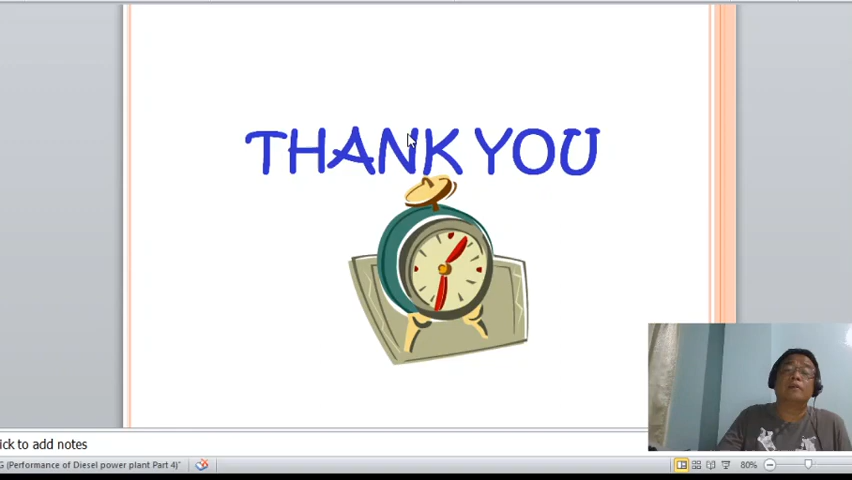 THANK YOU
ick to add notes
G (Performance of Diesel power plant Part 4)"
80%